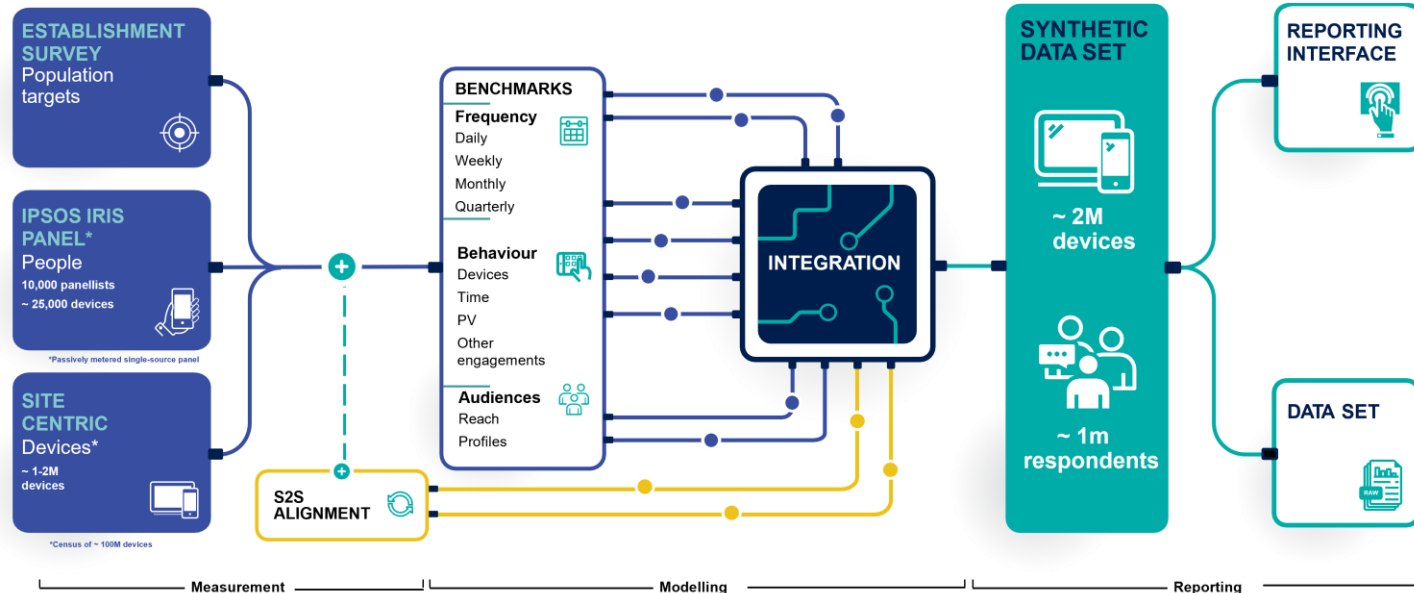 ESTABLISHMENT
SURVEY
Population
targets
IPSOS IRIS
PANEL*
People
10,000 panellists
~ 25,000 devices
*Passively metered single-source panel
SITE
CENTRIC
Devices*
~ 1-2M
devices
*Census of ~ 100M devices
BENCHMARKS
Frequency
Daily
Weekly
Monthly
Quarterly
Behaviour
Devices
Time
PV
Other
engagements
Audiences
Reach
Profiles
S2S
ALIGNMENT
INTEGRATION
SYNTHETIC
DATA SET
~ 2M
devices
~ 1m
respondents
REPORTING
INTERFACE
DATA SET
RAW
Measurement
Modelling
Reporting